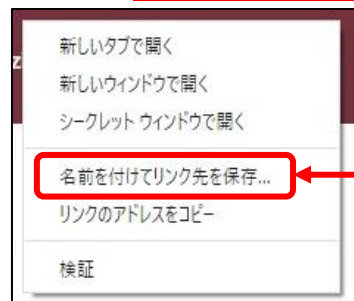 新しいタブで開く
新しいウィンドウで開く
シークレット ウィンドウで開く
名前を付けてリンク先を保存...
リンクのアドレスをコピー
検証